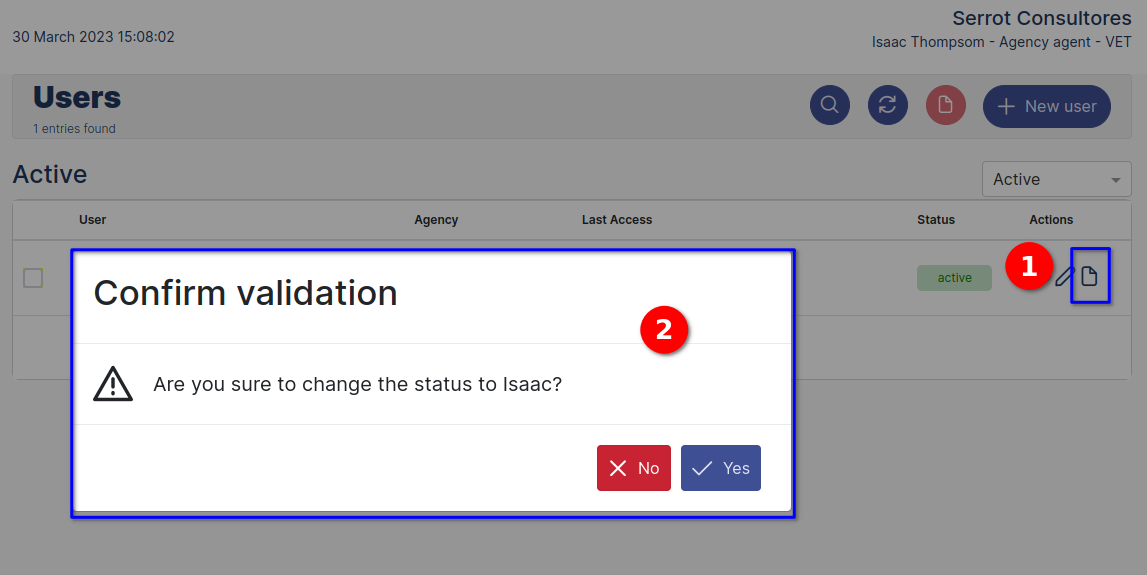 Serrot Consultores
30 March 2023 15:08:02
Isaac Thompsom - Agency agent - VET
Users
1 entries found
New user
Active
Active
User Agency Last Access Status Actions
active
1
Confirm validation
2
Are you sure to change the status to Isaac?
No Yes